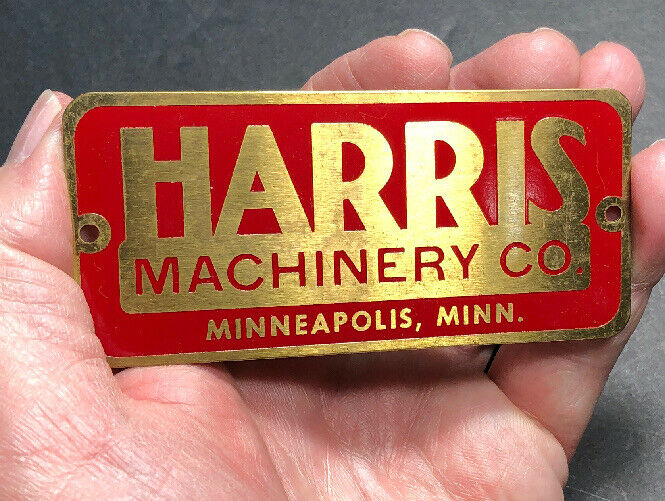 HARRIS
MACHINERY CO.
MINNEAPOLIS, MINN.